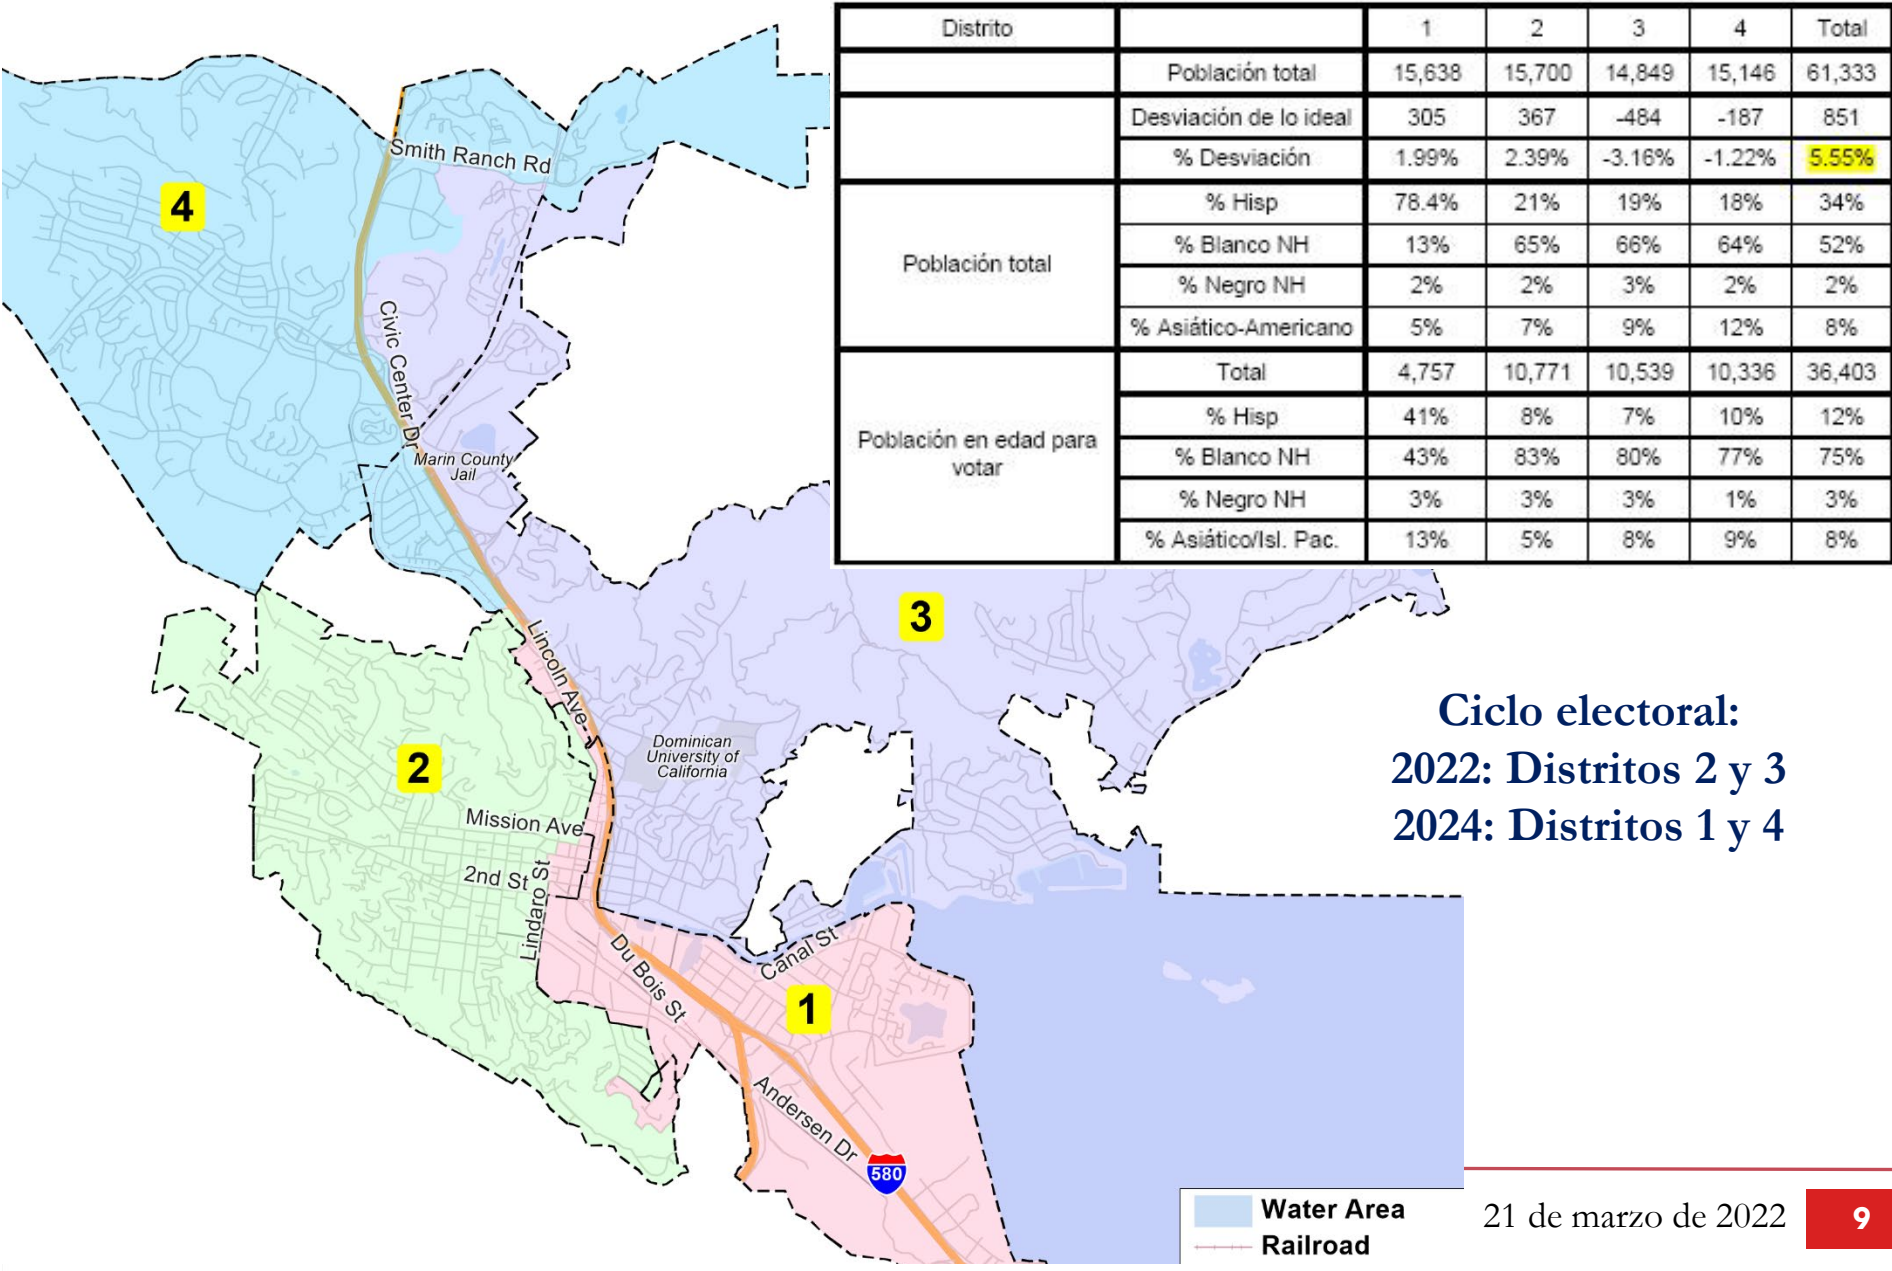 Distrito 1 2 3 4 Total
Población total 15,638 15,700 14,849 15,146 61,333
Desviación de lo ideal 305 367 -484 -187 851
% Desviación 1.99% 2.39% -3.16% -1.22% 5.55%
Población total
% Hisp 78.4% 21% 19% 18% 34%
% Blanco NH 13% 65% 66% 64% 52%
% Negro NH 2% 2% 3% 2% 2%
% Asiático-Americano 5% 7% 9% 12% 8%
Población en edad para
votar
Total 4,757 10,771 10,539 10,336 36,403
% Hisp 41% 8% 7% 10% 12%
% Blanco NH 43% 83% 80% 77% 75%
% Negro NH 3% 3% 3% 1% 3%
% Asiático/Isl. Pac. 13% 5% 8% 9% 8%
Smith Ranch Rd
4
Civic Center Dr
Marin County
Jail
3
Lincoln Ave
Dominican
University of
California
2
Mission Ave
2nd St
Lindaro St
Du Bois St
Canal St
1
Andersen Dr
580
Ciclo electoral:
2022: Distritos 2 y 3
2024: Distritos 1 y 4
Water Area
Railroad
21 de marzo de 2022
9